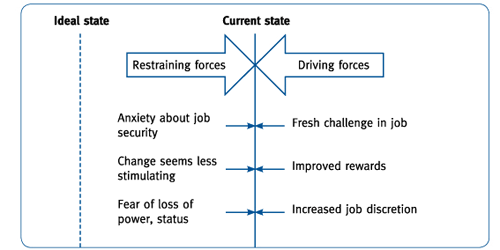 Ideal state
Current state
Restraining forces
Driving forces
Anxiety about job
security
Fresh challenge in job
Change seems less
stimulating
Improved rewards
Fear of loss of
power, status
Increased job discretion